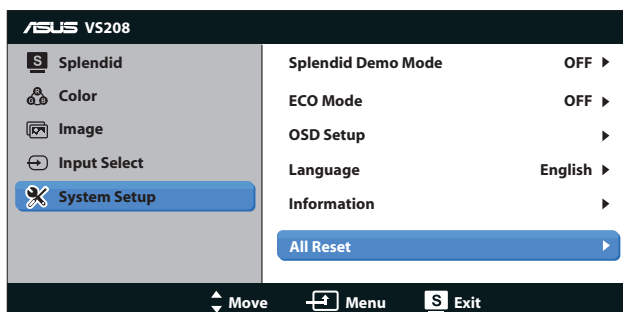 ASUS VS208
S Splendid
Color
Image
Input Select
System Setup
Splendid Demo Mode OFF
ECO Mode OFF
OSD Setup
Language English
Information
All Reset
Move Menu S Exit